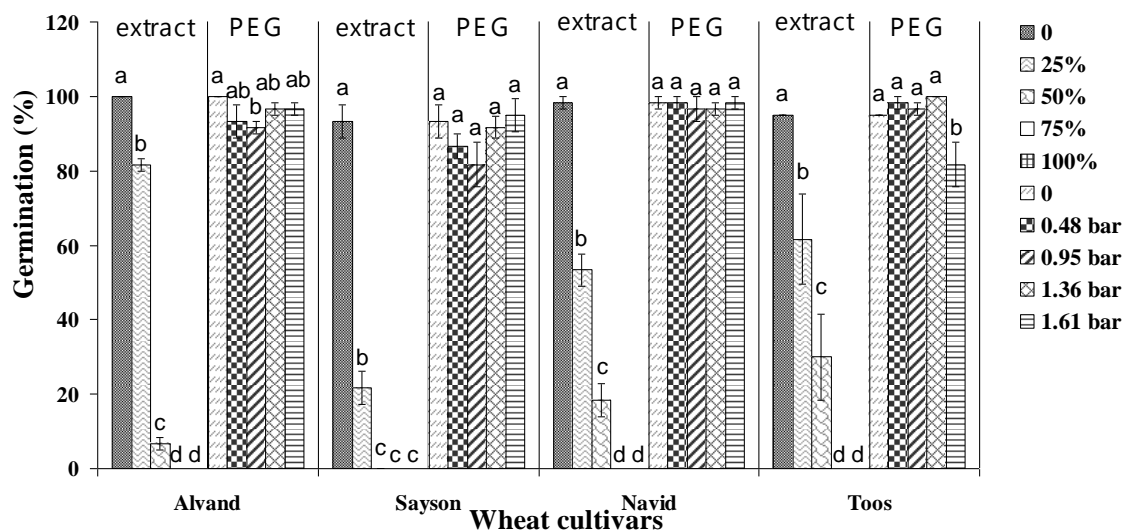 120
100
80
60
40
20
0
Germination (%)
extract PEG extract PEG extract PEG extract PEG
a b c d d a ab b ab ab
a b c c c a a a a a
a b c d d a a a a a
a b c d d a a a a b
Alvand Sayson Navid Toos
Wheat cultivars
0
25%
50%
75%
100%
0
0.48 bar
0.95 bar
1.36 bar
1.61 bar